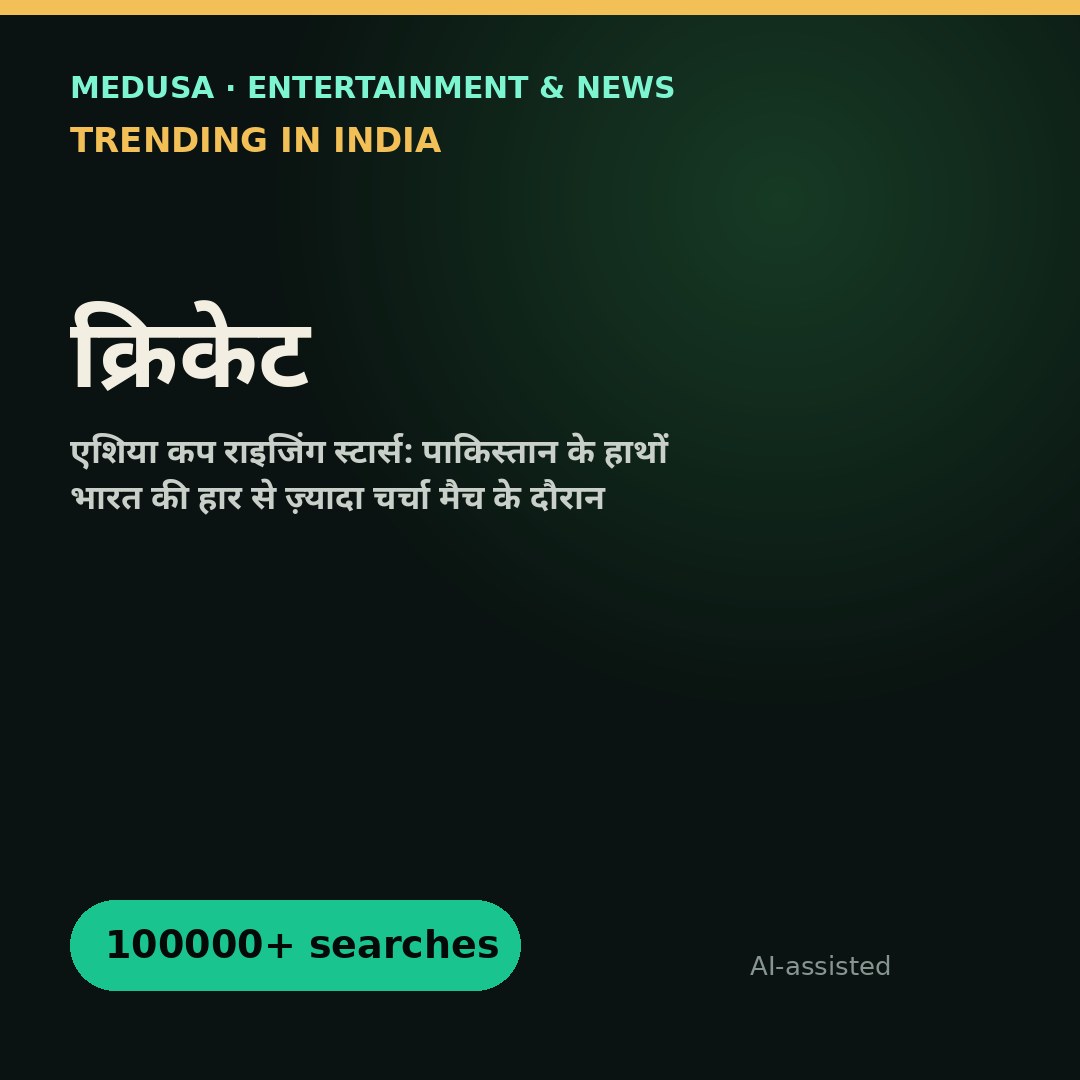 MEDUSA · ENTERTAINMENT & NEWS
TRENDING IN INDIA
क्रिकेट
एशिया कप राइजिंग स्टार्स: पाकिस्तान के हाथों
भारत की हार से ज़्यादा चर्चा मैच के दौरान
100000+ searches
AI-assisted